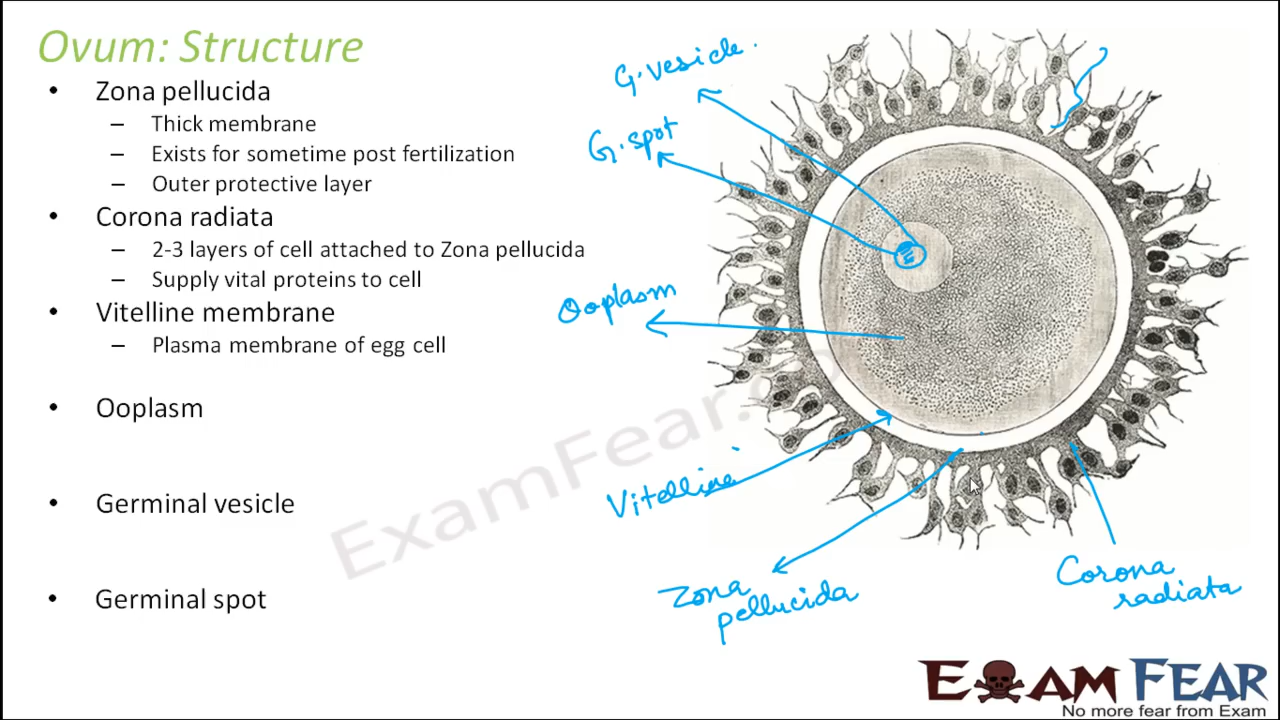 Ovum: Structure
• Zona pellucida
– Thick membrane
– Exists for sometime post fertilization
– Outer protective layer
• Corona radiata
– 2-3 layers of cell attached to Zona pellucida
– Supply vital proteins to cell
• Vitelline membrane
– Plasma membrane of egg cell
• Ooplasm
• Germinal vesicle
• Germinal spot
G.vesicle.
G.spot
Ooplasm
Vitelline
Zona
pellucida
Corona
radiata
ExamFear.co
EXAM FEAR
No more fear from Exam